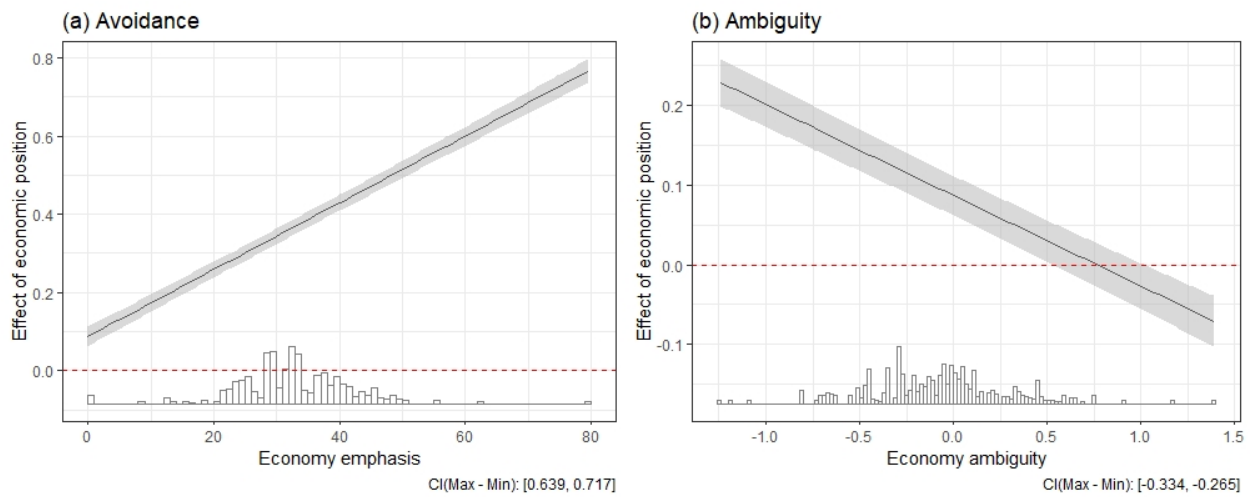 (a) Avoidance
Effect of economic position
0.8
0.6
0.4
0.2
0.0
0
20
40
60
80
Economy emphasis
CI(Max - Min): [0.639, 0.717]
(b) Ambiguity
Effect of economic position
0.2
0.1
0.0
-0.1
-1.0
-0.5
0.0
0.5
1.0
1.5
Economy ambiguity
CI(Max - Min): [-0.334, -0.265]